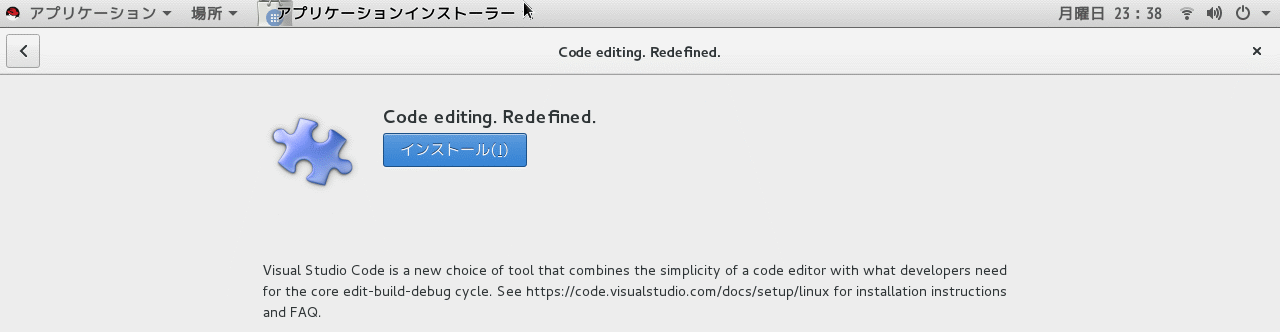 アプリケーション 場所 アプリケーションインストーラー 月曜日 23 : 38
Code editing. Redefined.
Code editing. Redefined.
インストール(I)
Visual Studio Code is a new choice of tool that combines the simplicity of a code editor with what developers need
for the core edit-build-debug cycle. See https://code.visualstudio.com/docs/setup/linux for installation instructions
and FAQ.